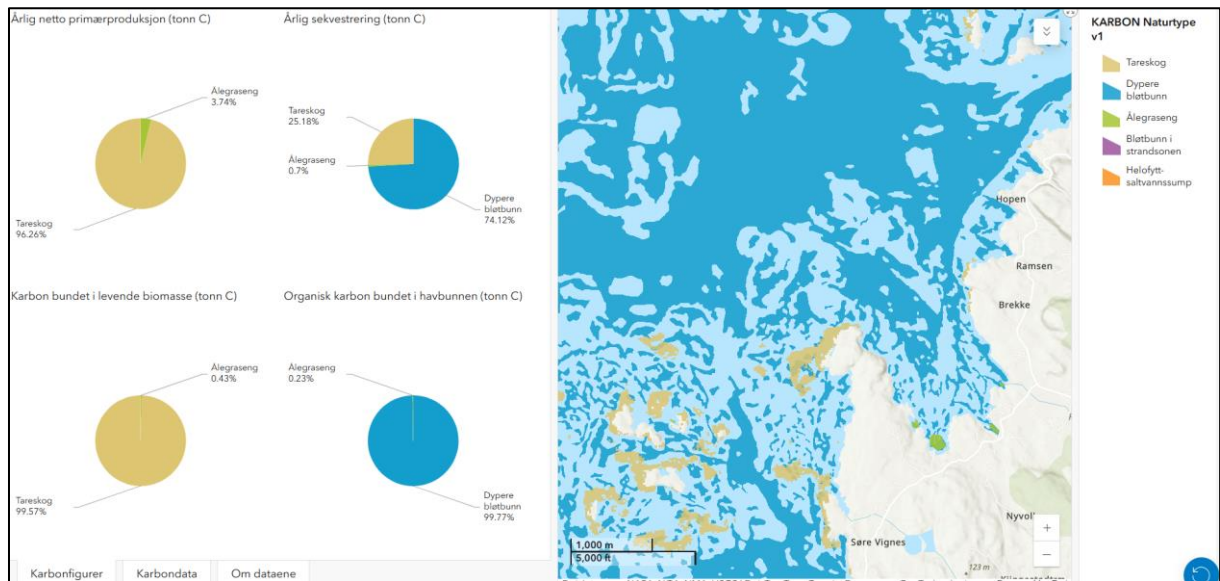 Årlig netto primærproduksjon (tonn C)
Ålegraseng
3.74%
Tareskog
96.26%
Årlig sekvestrering (tonn C)
Tareskog
25.18%
Ålegraseng
0.7%
Dypere
bløtbunn
74.12%
Karbon bundet i levende biomasse (tonn C)
Ålegraseng
0.43%
Tareskog
99.57%
Organisk karbon bundet i havbunnen (tonn C)
Ålegraseng
0.23%
Dypere
bløtbunn
99.77%
Karbonfigurer
Karbondata
Om dataene
Hopen
Ramsen
Brekke
Søre Vignes
123 m
1,000 m
5,000 ft
+
−
KARBON Naturtype
v1
Tareskog
Dypere
bløtbunn
Ålegraseng
Bløtbunn i
strandsonen
Helofytt-
saltvannssump